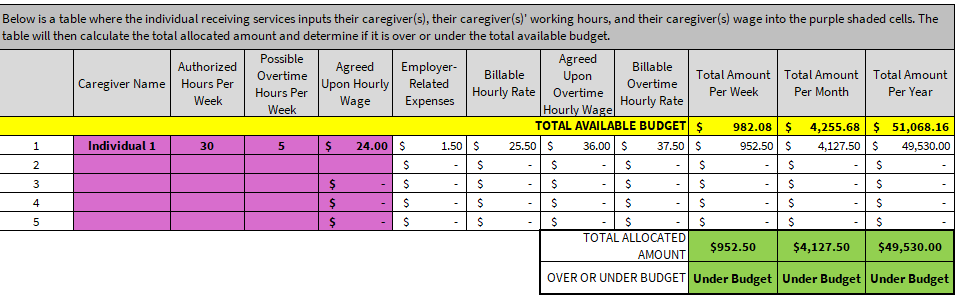 Below is a table where the individual receiving services inputs their caregiver(s), their caregiver(s)' working hours, and their caregiver(s) wage into the purple shaded cells. The
table will then calculate the total allocated amount and determine if it is over or under the total available budget.
Caregiver Name Authorized Hours Per Week Possible Overtime Hours Per Week Agreed Upon Hourly Wage Employer-Related Expenses Billable Hourly Rate Agreed Upon Overtime Hourly Wage Billable Overtime Hourly Rate Total Amount Per Week Total Amount Per Month Total Amount Per Year
TOTAL AVAILABLE BUDGET $ 982.08 $ 4,255.68 $ 51,068.16
1 Individual 1 30 5 $ 24.00 $ 1.50 $ 25.50 $ 36.00 $ 37.50 $ 952.50 $ 4,127.50 $ 49,530.00
2 $ - $ - $ - $ - $ - $ - $ -
3 $ - $ - $ - $ - $ - $ - $ - $ -
4 $ - $ - $ - $ - $ - $ - $ - $ -
5 $ - $ - $ - $ - $ - $ - $ - $ -
TOTAL ALLOCATED AMOUNT $952.50 $4,127.50 $49,530.00
OVER OR UNDER BUDGET Under Budget Under Budget Under Budget